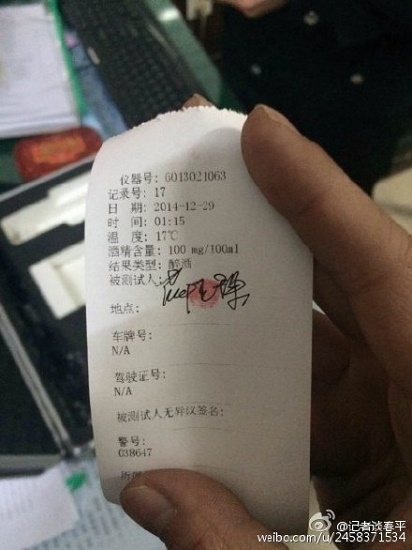 仪器号: 6013021063
记录号: 17
日  期: 2014-12-29
时  间: 01:15
温  度: 17℃
酒精含量: 100 mg/100ml
结果类型: 醉酒
被测试人:
地点:
车牌号:
N/A
驾驶证号:
N/A
被测试人无异议签名:
警号:
038647
@记者淡春平
weibo.com/u/2458371534